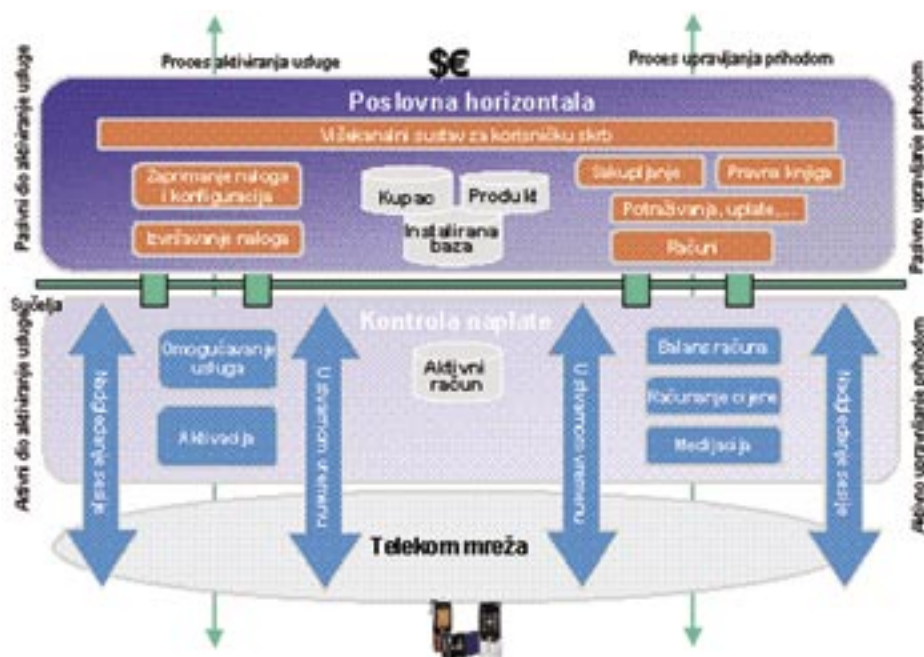 Proces aktiviranja usluge
$€
Proces upravljanja prihodom
Pasivni dio aktiviranje usluge
Poslovna horizontala
Višekanalni sustav za korisničku skrb
Zaprimanje naloga
i konfiguracija
Izvršavanje naloga
Kupac
Produkt
Instalirana
baza
Sakupljanje
Pravna knjiga
Potraživanja, uplate,...
Računi
Pasivno upravljanje prihodom
Sučelja
Aktivni dio aktiviranje usluge
Kontrola naplate
Nadgledanje sesije
Omogućavanje
usluga
Aktivacija
U stvarnom vremenu
Aktivni
račun
U stvarnom vremenu
Balans računa
Računanje cijene
Medijacija
Nadgledanje sesije
Aktivno upravljanje prihodom
Telekom mreža